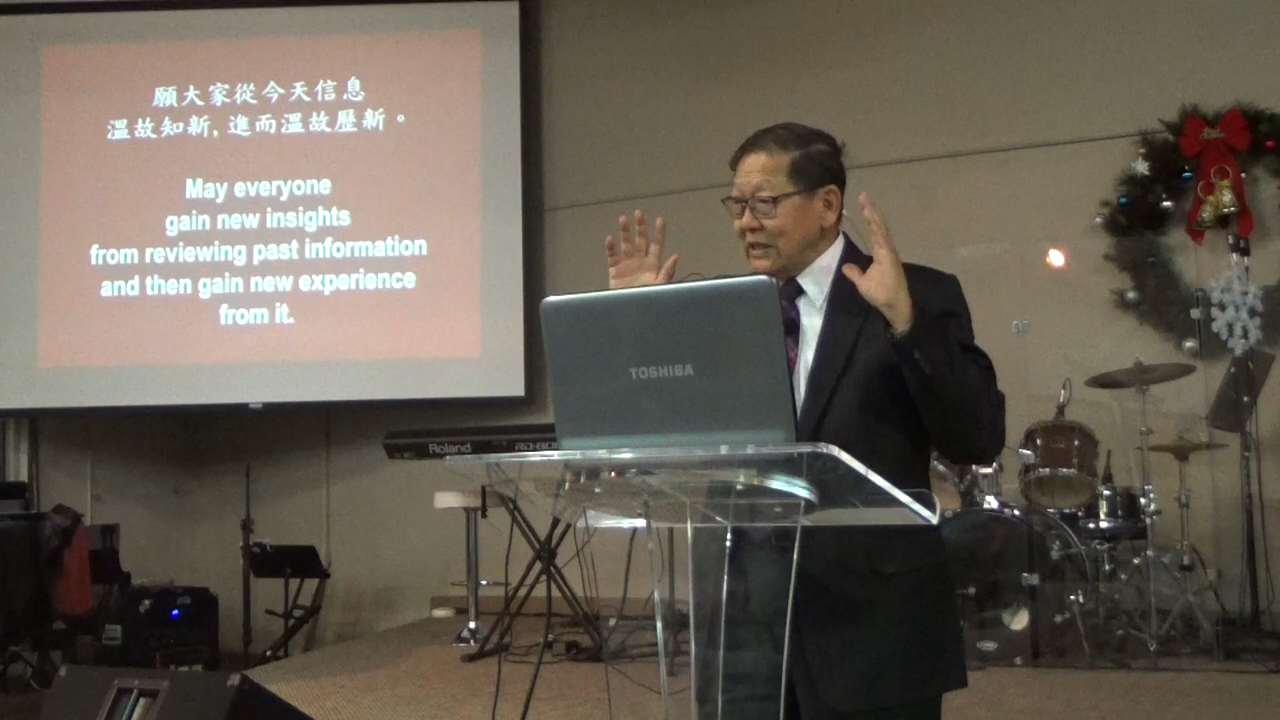 願大家從今天信息
溫故知新, 進而溫故歷新。
May everyone
gain new insights
from reviewing past information
and then gain new experience
from it.
TOSHIBA
Roland